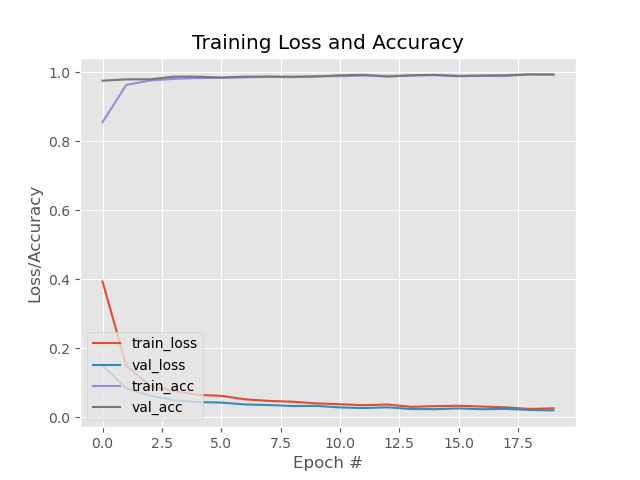 Training Loss and Accuracy
Loss/Accuracy
1.0
0.8
0.6
0.4
0.2
0.0
train_loss
val_loss
train_acc
val_acc
0.0 2.5 5.0 7.5 10.0 12.5 15.0 17.5
Epoch #